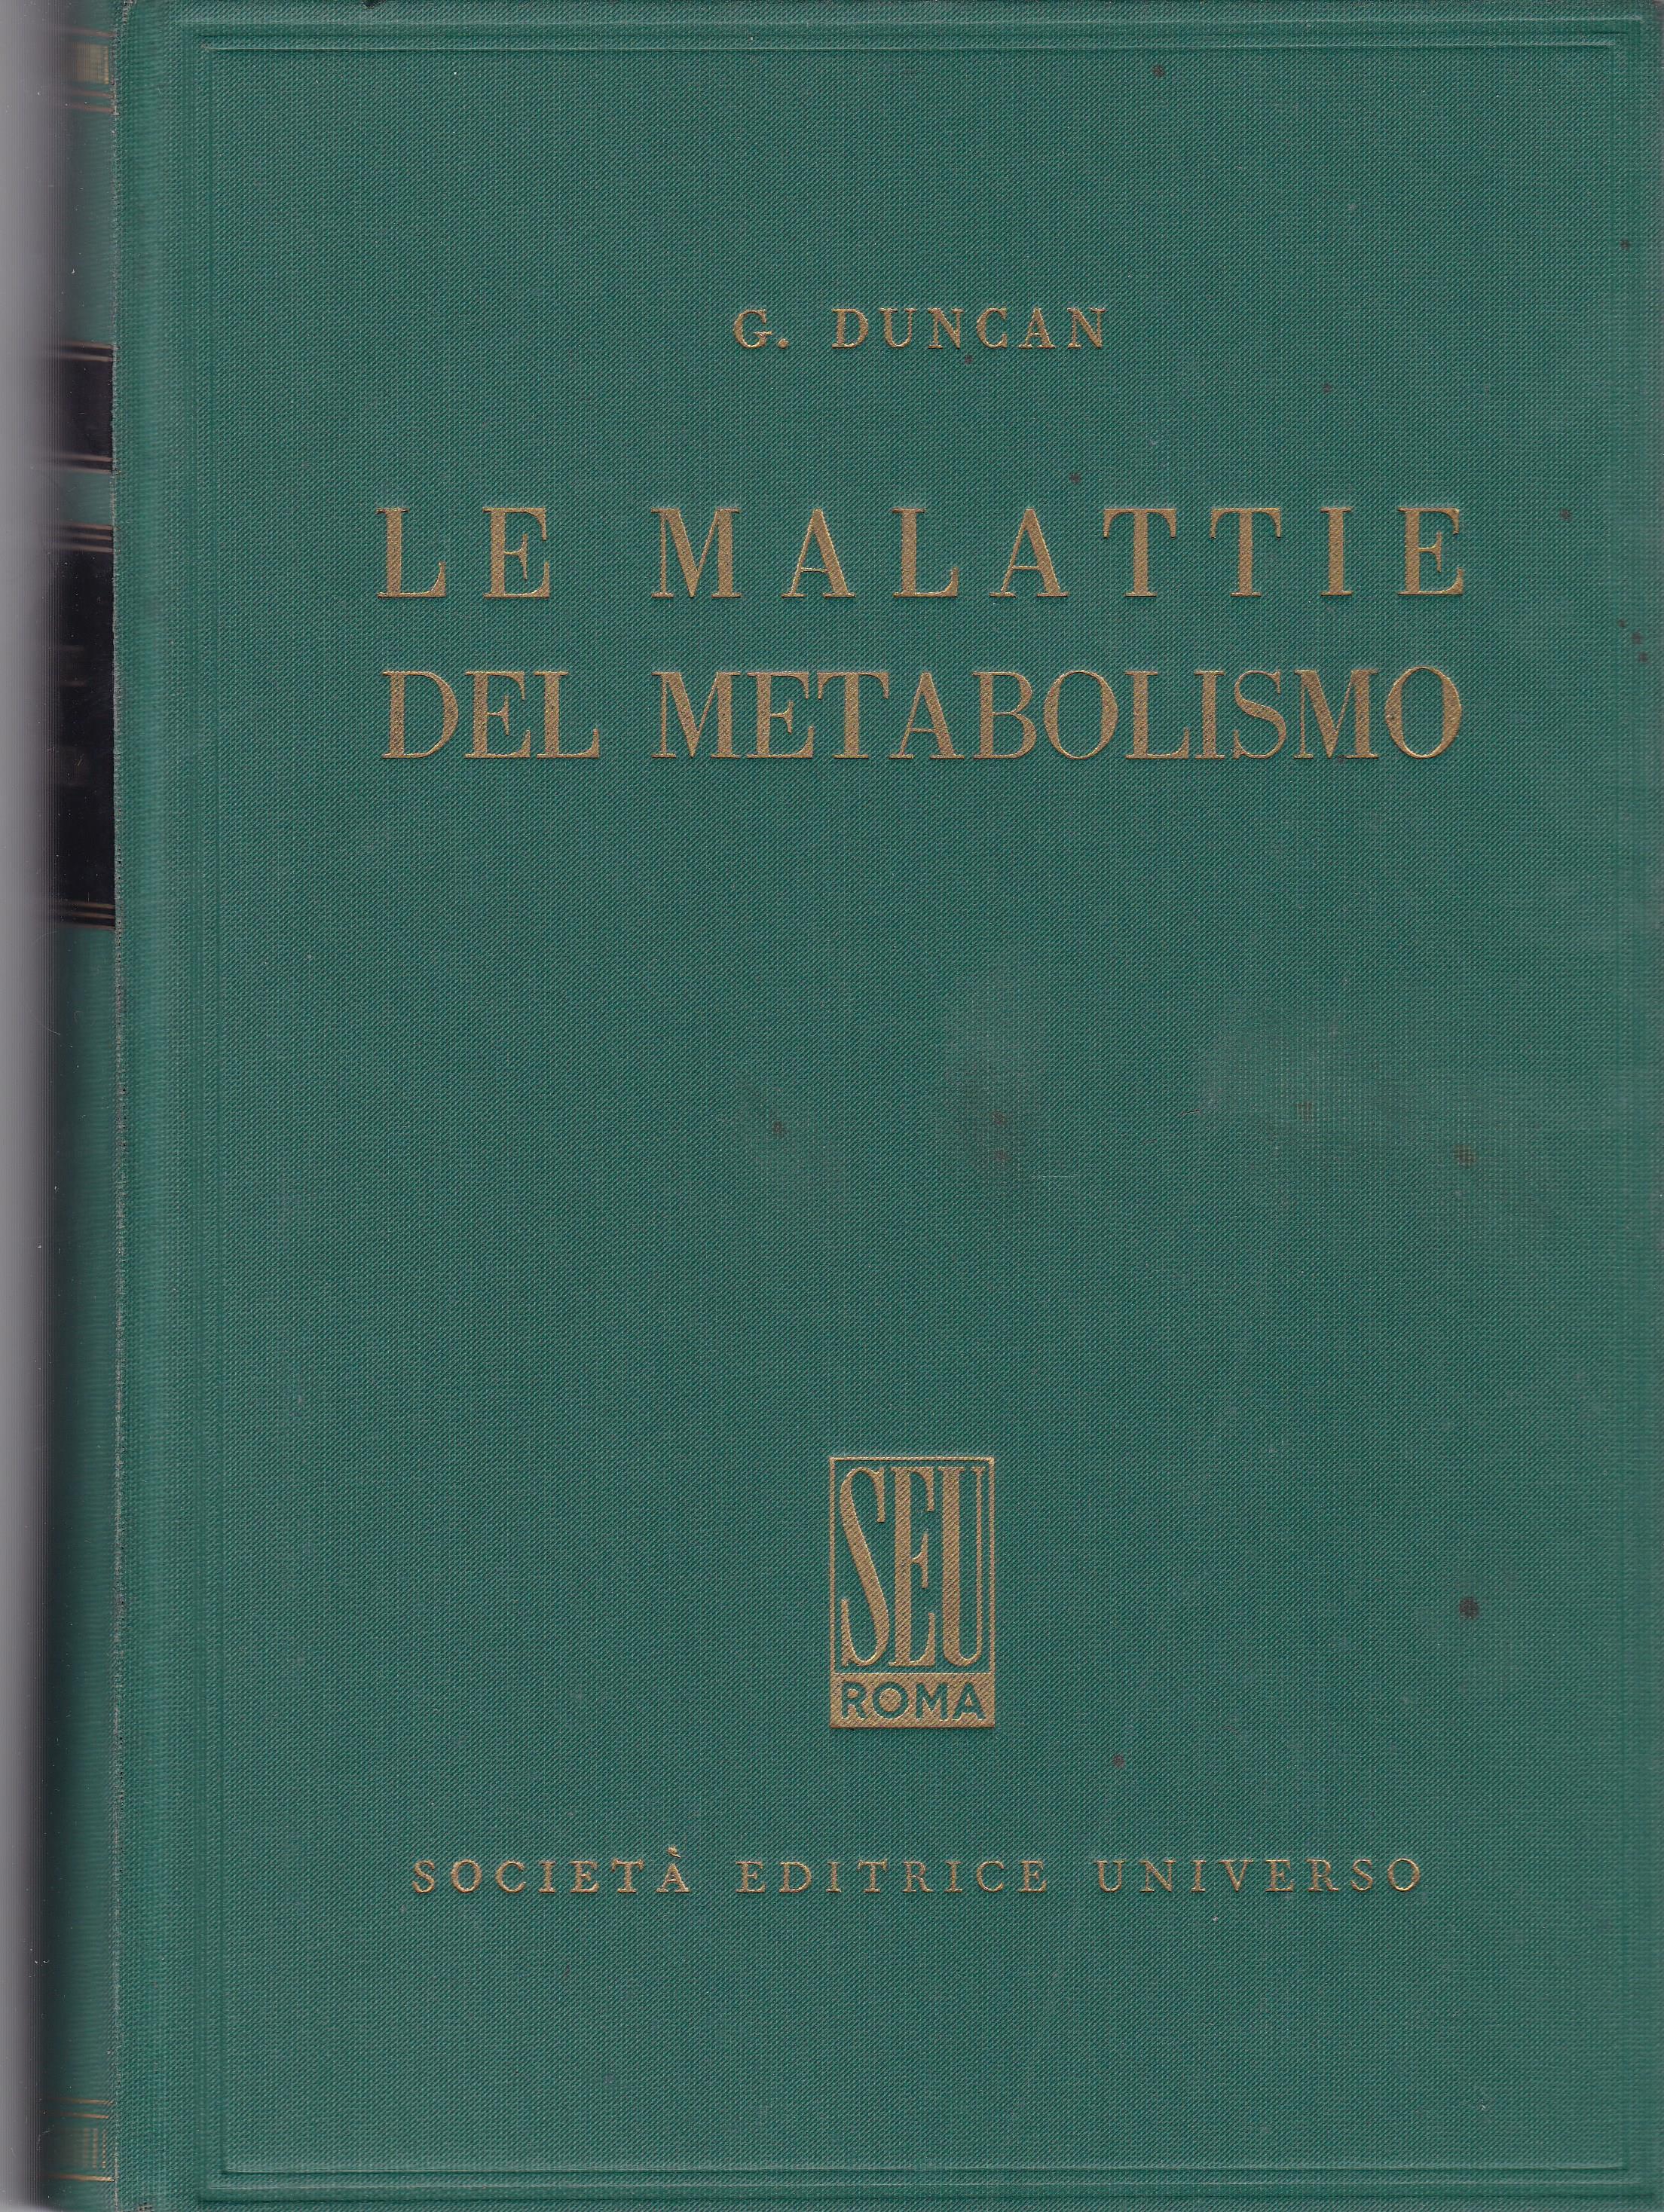 G. DUNCAN
LE MALATTIE
DEL METABOLISMO
SEU
ROMA
SOCIETÀ EDITRICE UNIVERSO